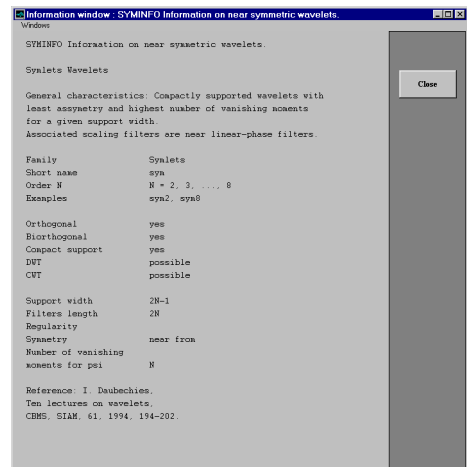 Information window : SYMINFO Information on near symmetric wavelets.
Windows
SYMINFO Information on near symmetric wavelets.
Symlets Wavelets
General characteristics: Compactly supported wavelets with
least assymetry and highest number of vanishing moments
for a given support width.
Associated scaling filters are near linear-phase filters.
Family Symlets
Short name sym
Order N N = 2, 3, ..., 8
Examples sym2, sym8
Orthogonal yes
Biorthogonal yes
Compact support yes
DWT possible
CWT possible
Support width 2N-1
Filters length 2N
Regularity
Symmetry near from
Number of vanishing
moments for psi N
Reference: I. Daubechies,
Ten lectures on wavelets,
CBMS, SIAM, 61, 1994, 194-202.
Close